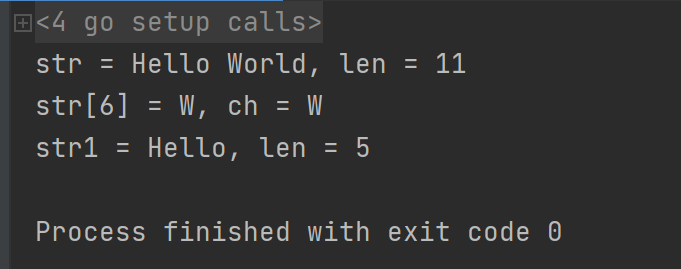 <4 go setup calls>
str = Hello World, len = 11
str[6] = W, ch = W
str1 = Hello, len = 5
Process finished with exit code 0